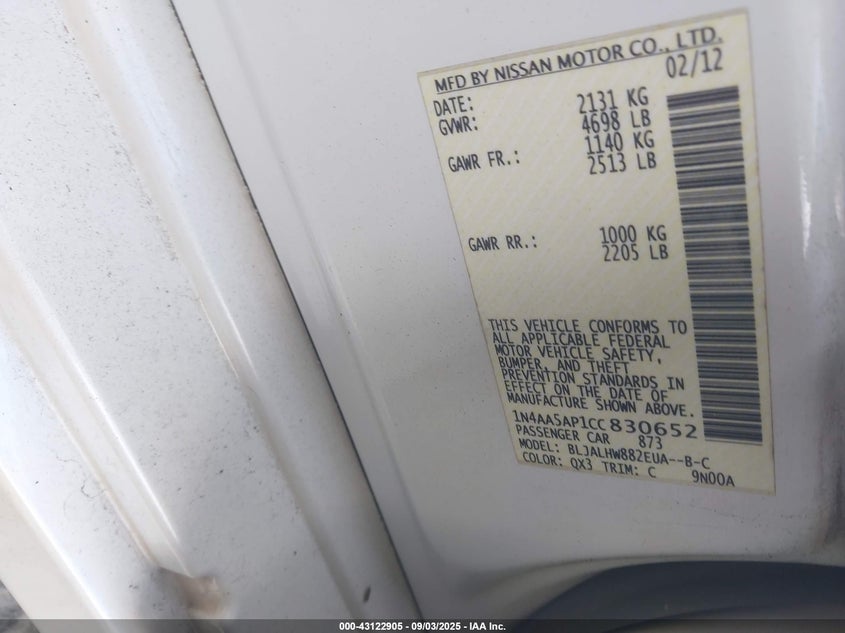 MFD BY NISSAN MOTOR CO., LTD.
02/12
DATE:
GVWR: 2131 KG
4698 LB
GAWR FR.: 1140 KG
2513 LB
GAWR RR.: 1000 KG
2205 LB
THIS VEHICLE CONFORMS TO
ALL APPLICABLE FEDERAL
MOTOR VEHICLE SAFETY,
BUMPER, AND THEFT
PREVENTION STANDARDS IN
EFFECT ON THE DATE OF
MANUFACTURE SHOWN ABOVE.
1N4AA5AP1CC830652
PASSENGER CAR 873
MODEL: BLJALHW882EUA--B-C
COLOR: QX3 TRIM: C 9N00A
000-43122905 - 09/03/2025 - IAA Inc.